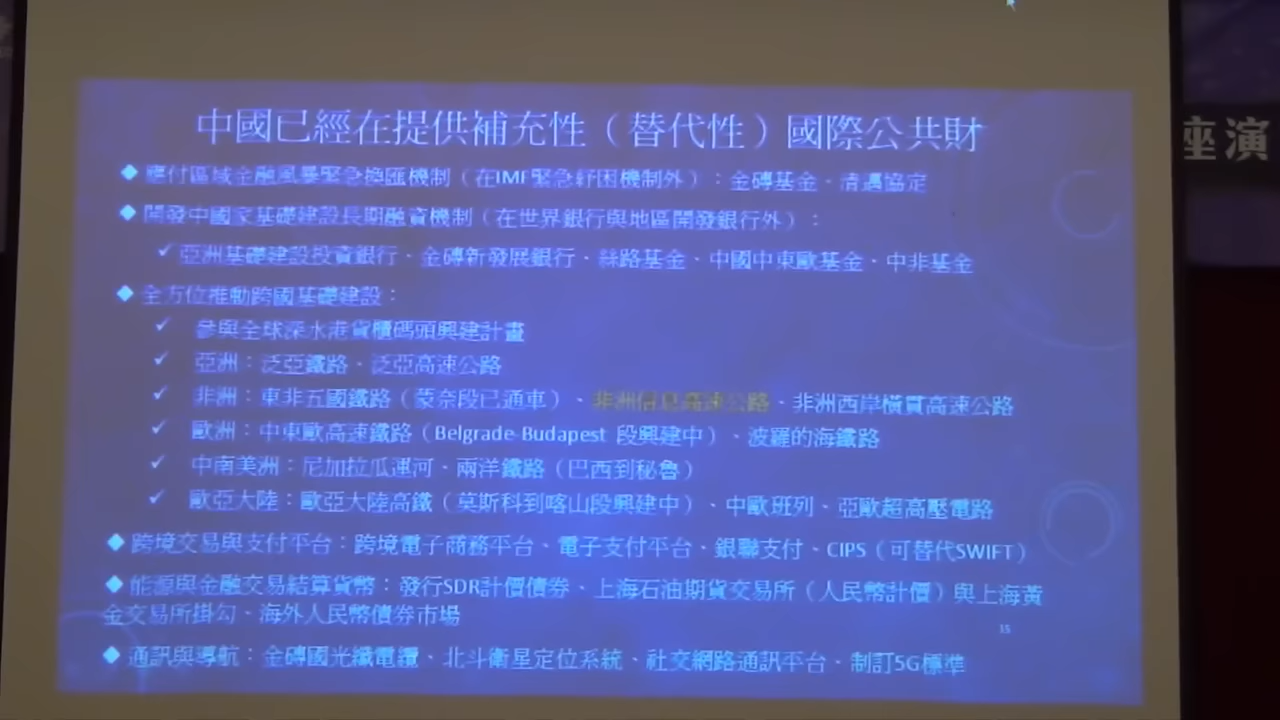 中國已經在提供補充性（替代性）國際公共財
◆ 應付區域金融風暴緊急換匯機制（在IMF緊急紓困機制外）：金磚基金、清邁協定
◆ 開發中國家基礎建設長期融資機制（在世界銀行與地區開發銀行外）：
✓ 亞洲基礎建設投資銀行、金磚新發展銀行、絲路基金、中國中東歐基金、中非基金
◆ 全方位推動跨國基礎建設：
✓ 參與全球深水港貨櫃碼頭興建計畫
✓ 亞洲：泛亞鐵路、泛亞高速公路
✓ 非洲：東非五國鐵路（蒙奈段已通車）、非洲信息高速公路、非洲西岸橫貫高速公路
✓ 歐洲：中東歐高速鐵路（Belgrade-Budapest 段興建中）、波羅的海鐵路
✓ 中南美洲：尼加拉瓜運河、兩洋鐵路（巴西到秘魯）
✓ 歐亞大陸：歐亞大陸高鐵（莫斯科到喀山段興建中）、中歐班列、亞歐超高壓電路
◆ 跨境交易與支付平台：跨境電子商務平台、電子支付平台、銀聯支付、CIPS（可替代SWIFT）
◆ 能源與金融交易結算貨幣：發行SDR計價債券、上海石油期貨交易所（人民幣計價）與上海黃
金交易所掛勾、海外人民幣債券市場
◆ 通訊與導航：金磚國光纖電纜、北斗衛星定位系統、社交網路通訊平台、制訂5G標準
15
座演